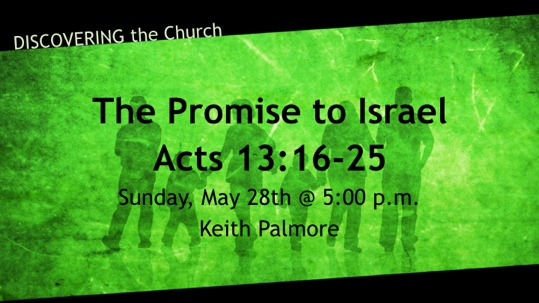 DISCOVERING the Church
The Promise to Israel
Acts 13:16-25
Sunday, May 28th @ 5:00 p.m.
Keith Palmore